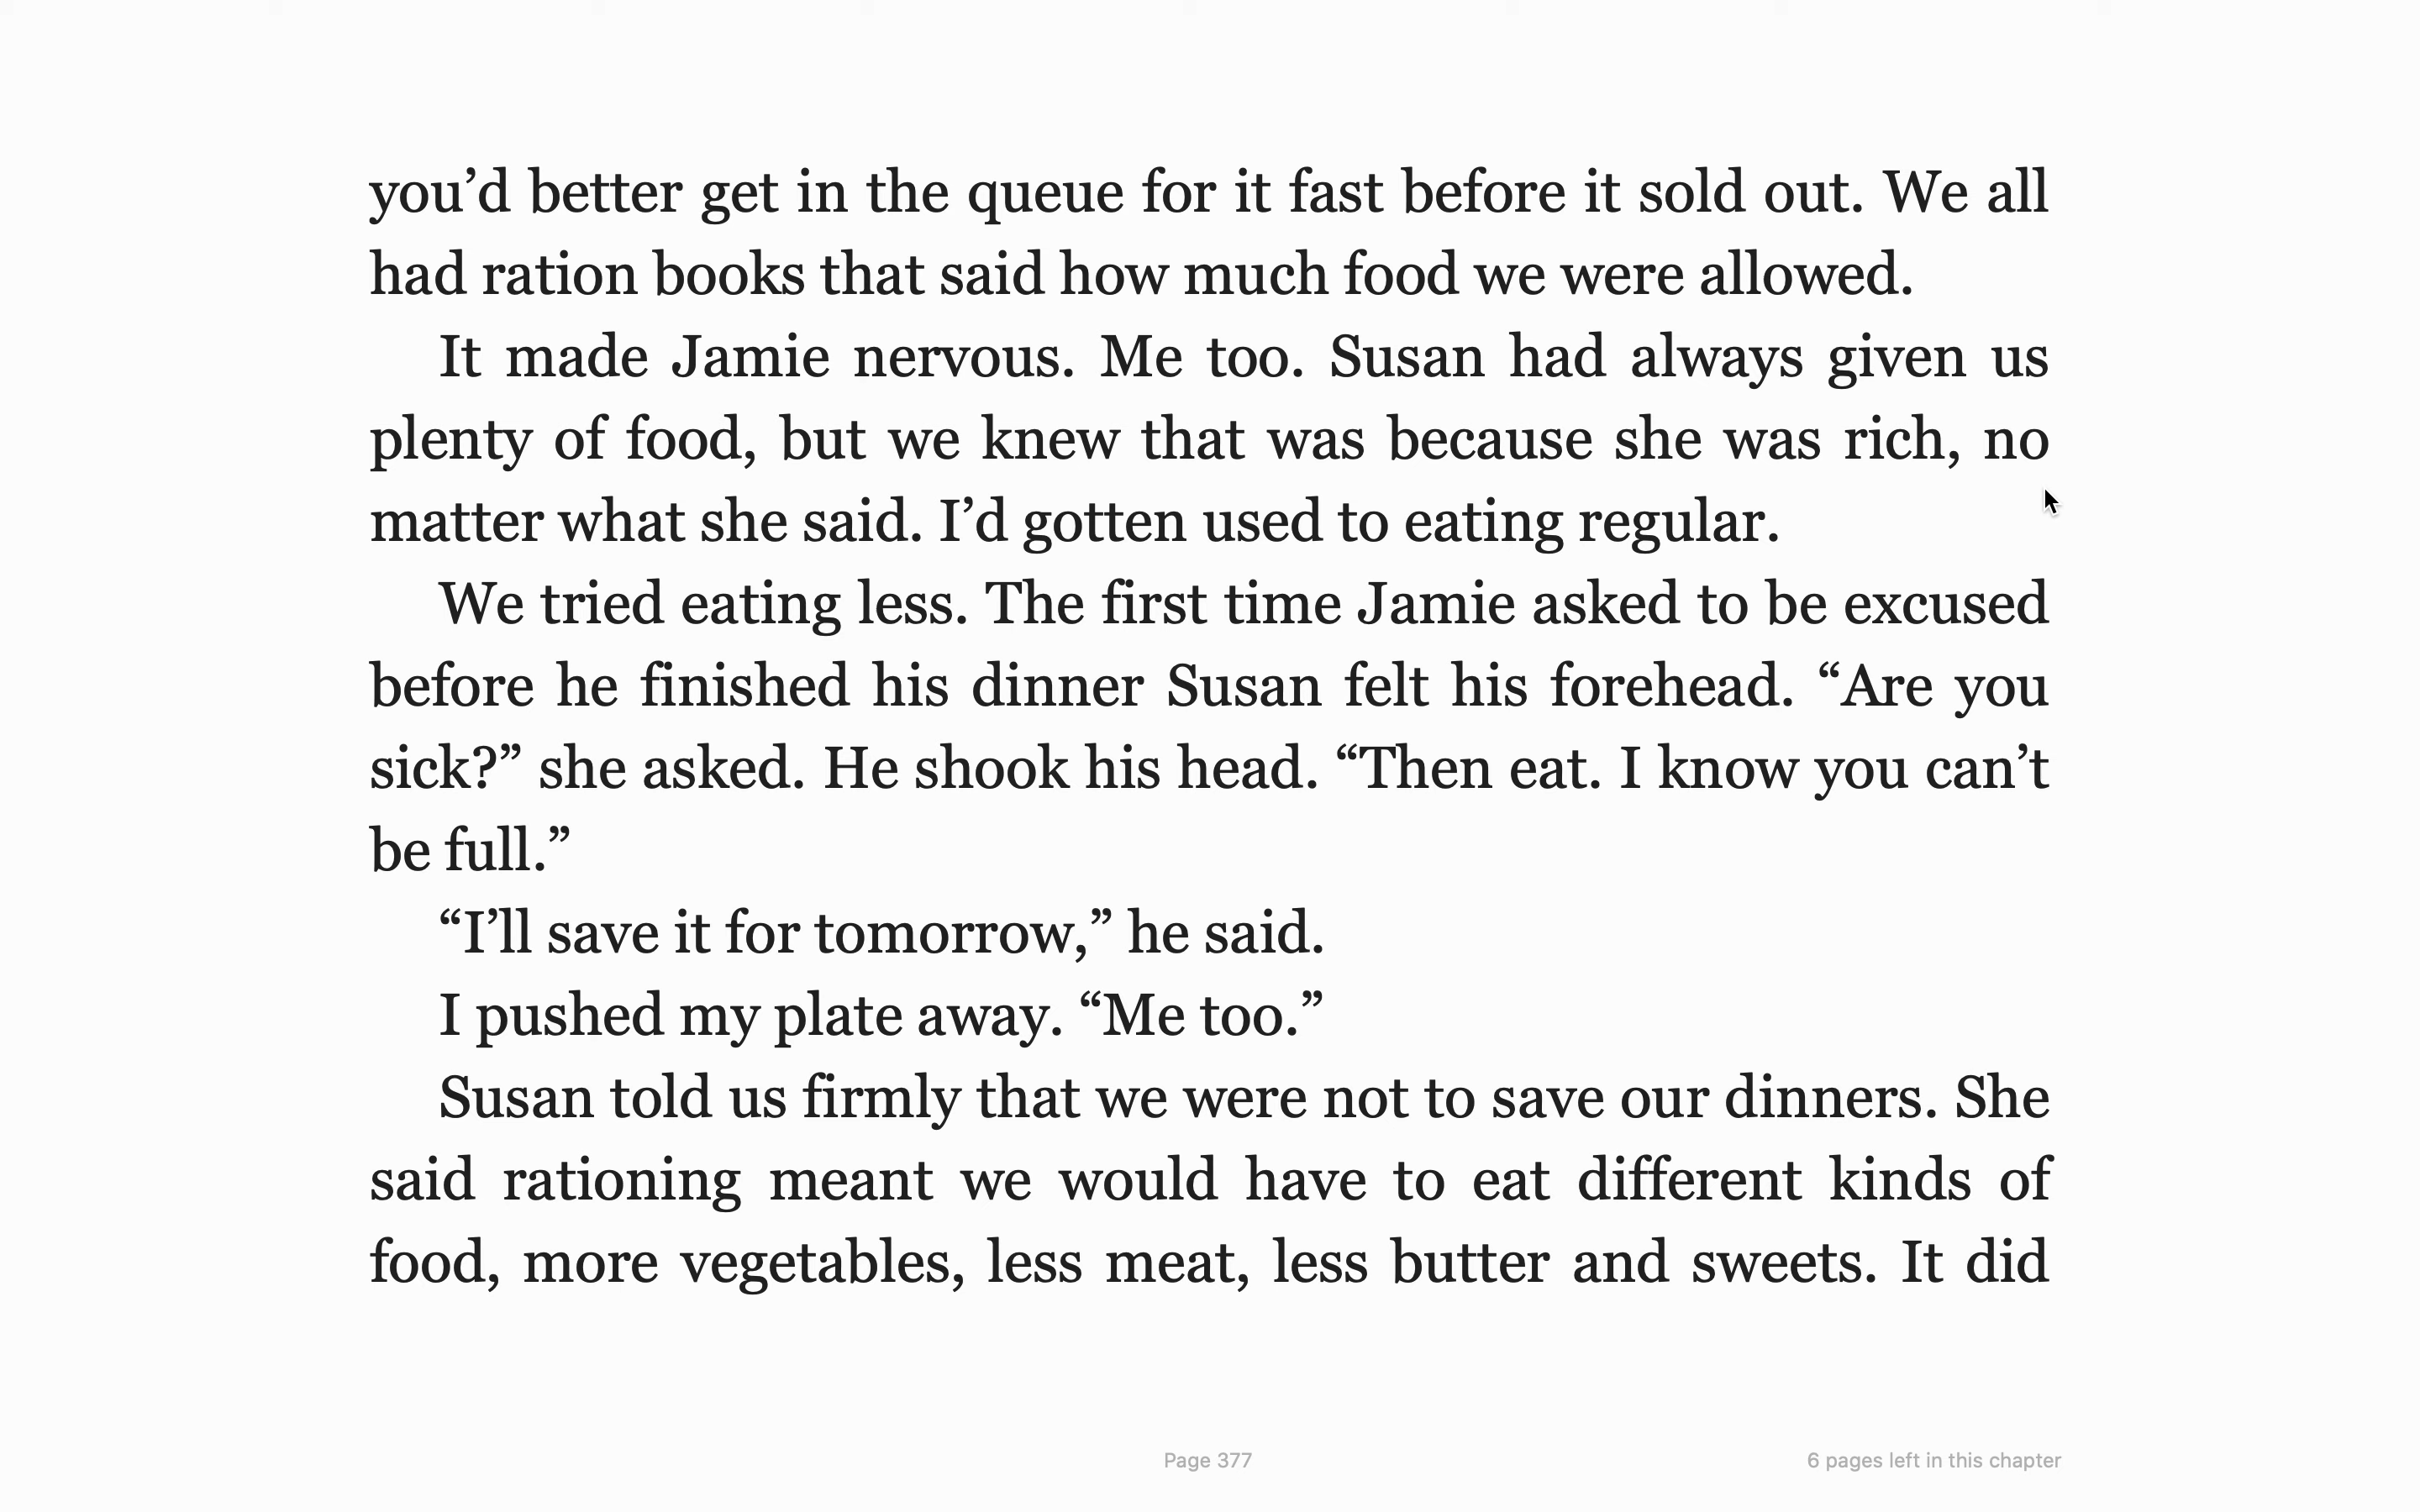 you’d better get in the queue for it fast before it sold out. We all
had ration books that said how much food we were allowed.
It made Jamie nervous. Me too. Susan had always given us
plenty of food, but we knew that was because she was rich, no
matter what she said. I’d gotten used to eating regular.
We tried eating less. The first time Jamie asked to be excused
before he finished his dinner Susan felt his forehead. “Are you
sick?” she asked. He shook his head. “Then eat. I know you can’t
be full.”
“I’ll save it for tomorrow,” he said.
I pushed my plate away. “Me too.”
Susan told us firmly that we were not to save our dinners. She
said rationing meant we would have to eat different kinds of
food, more vegetables, less meat, less butter and sweets. It did
Page 377
6 pages left in this chapter